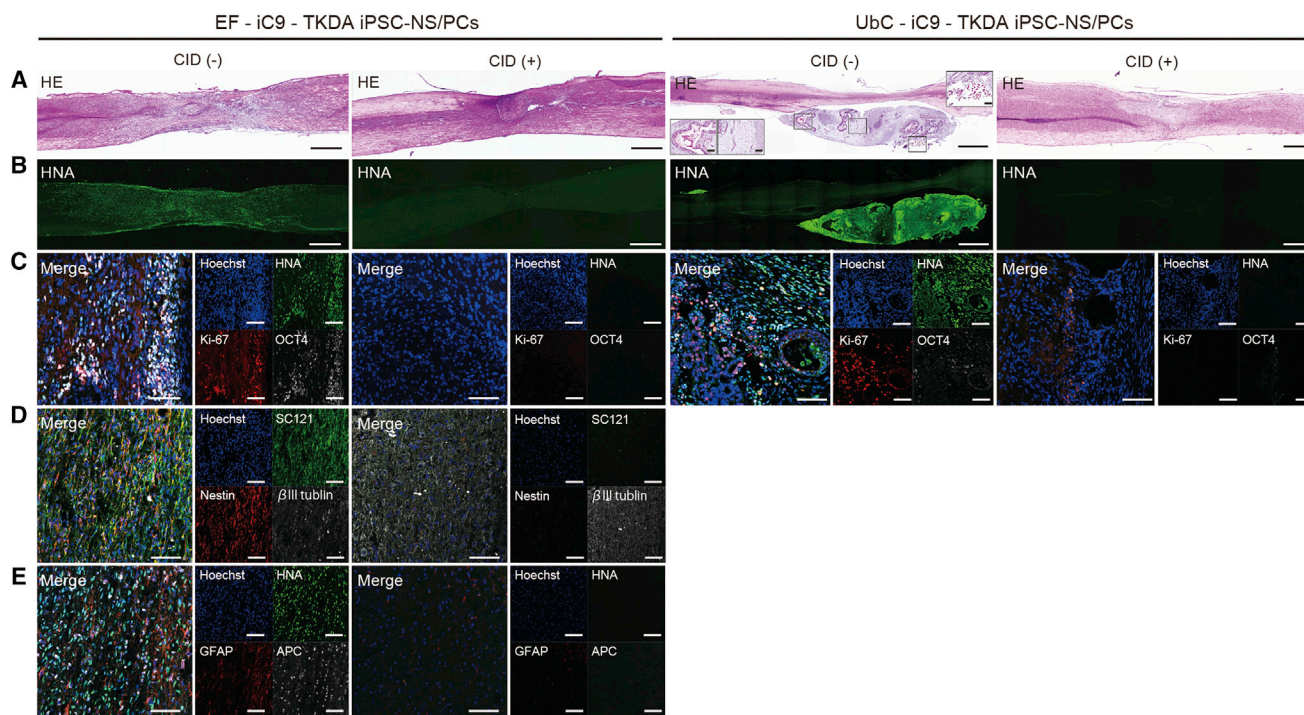 EF - iC9 - TKDA iPSC-NS/PCs UbC - iC9 - TKDA iPSC-NS/PCs
CID (-) CID (+) CID (-) CID (+)
A HE HE HE HE
B HNA HNA HNA HNA
C Merge Hoechst HNA Merge Hoechst HNA Merge Hoechst HNA Merge Hoechst HNA
Ki-67 OCT4 Ki-67 OCT4 Ki-67 OCT4 Ki-67 OCT4
D Merge Hoechst SC121 Merge Hoechst SC121
Nestin βIII tublin Nestin βIII tublin
E Merge Hoechst HNA Merge Hoechst HNA
GFAP APC GFAP APC